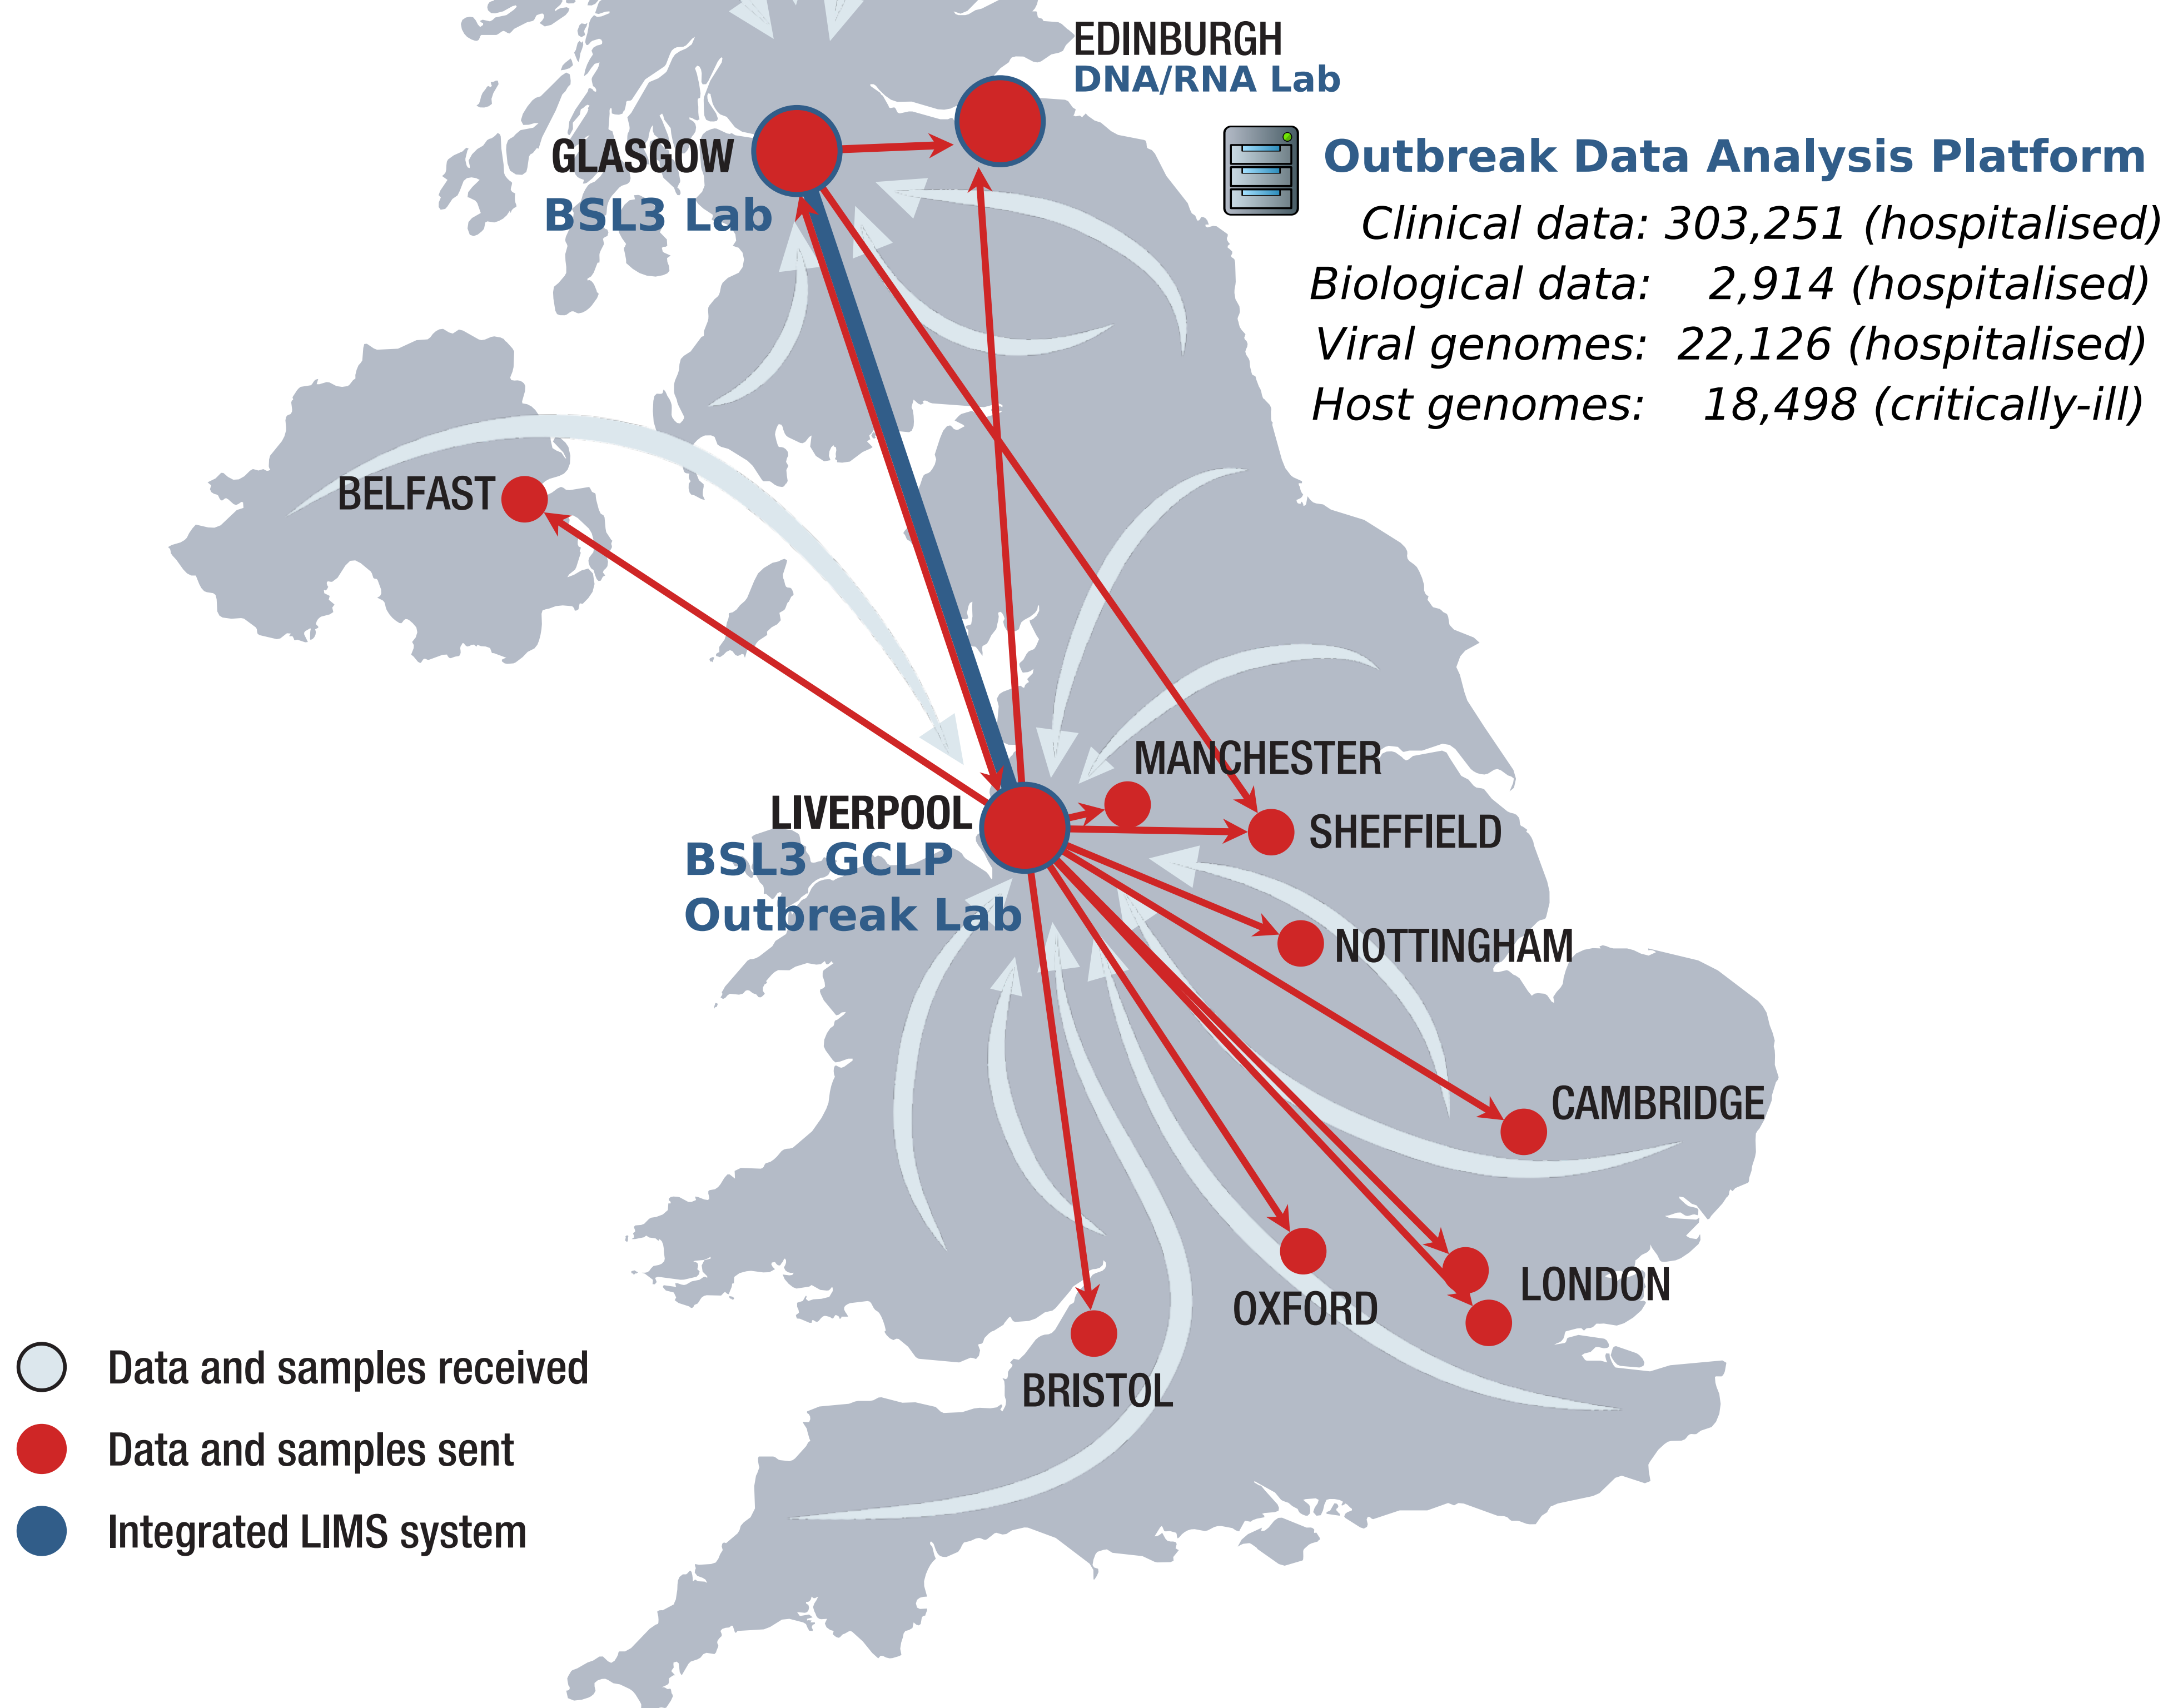 EDINBURGH
DNA/RNA Lab
GLASGOW
BSL3 Lab
Outbreak Data Analysis Platform
Clinical data: 303,251 (hospitalised)
Biological data: 2,914 (hospitalised)
Viral genomes: 22,126 (hospitalised)
Host genomes: 18,498 (critically-ill)
BELFAST
MANCHESTER
LIVERPOOL
BSL3 GCLP
Outbreak Lab
SHEFFIELD
NOTTINGHAM
CAMBRIDGE
LONDON
OXFORD
BRISTOL
Data and samples received
Data and samples sent
Integrated LIMS system